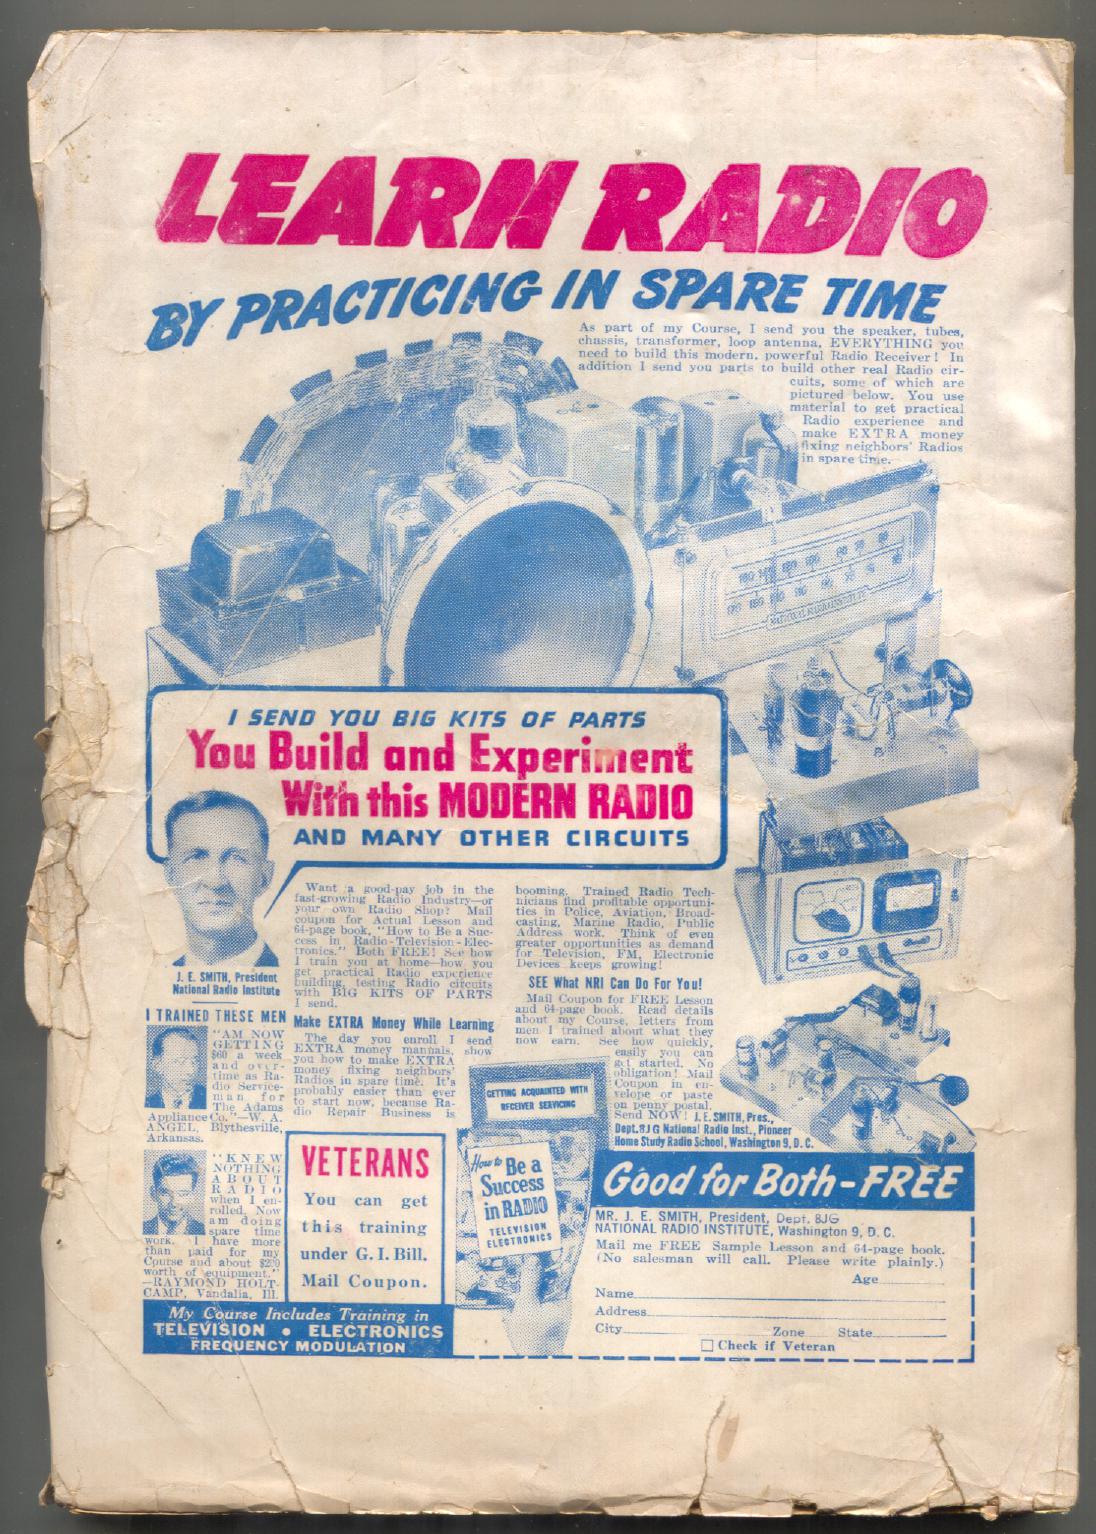 LEARN RADIO
BY PRACTICING IN SPARE TIME
As part of my Course, I send you the speaker, tubes,
chassis, transformer, loop antenna, EVERYTHING you
need to build this modern, powerful Radio Receiver! In
addition I send you parts to build other real Radio cir-
cuits, some of which are
pictured below. You use
material to get practical
Radio experience and
make EXTRA money
fixing neighbors' Radios
in spare time.
NATIONAL RADIO INSTITUTE
I SEND YOU BIG KITS OF PARTS
You Build and Experiment
With this MODERN RADIO
AND MANY OTHER CIRCUITS
J. E. SMITH, President
National Radio Institute
I TRAINED THESE MEN
"AM NOW
GETTING
$60 a week
and over-
time as Ra-
dio Service-
man for
The Adams
Appliance Co."—W. A.
ANGEL, Blythesville,
Arkansas.
"KNEW
NOTHING
ABOUT
RADIO
when I en-
rolled. Now
am doing
spare time
work. I have more
than paid for my
Course and about $200
worth of equipment."
—RAYMOND HOLT-
CAMP, Vandalia, Ill.
Want a good-pay job in the
fast-growing Radio Industry—or
your own Radio Shop? Mail
coupon for Actual Lesson and
64-page book, "How to Be a Suc-
cess in Radio-Television-Elec-
tronics." Both FREE! See how
I train you at home—how you
get practical Radio experience
building, testing Radio circuits
with BIG KITS OF PARTS
I send.
Make EXTRA Money While Learning
The day you enroll I send
EXTRA money manuals, show
you how to make EXTRA
money fixing neighbors'
Radios in spare time. It's
probably easier than ever
to start now, because Ra-
dio Repair Business is
booming. Trained Radio Tech-
nicians find profitable opportuni-
ties in Police, Aviation, Broad-
casting, Marine Radio, Public
Address work. Think of even
greater opportunities as demand
for Television, FM, Electronic
Devices keeps growing!
SEE What NRI Can Do For You!
Mail Coupon for FREE Lesson
and 64-page book. Read details
about my Course, letters from
men I trained about what they
now earn. See how quickly,
easily you can
get started. No
obligation! Mail
Coupon in en-
velope or paste
on penny postal.
Send NOW! J. E. SMITH, Pres.,
Dept. 8JG National Radio Inst., Pioneer
Home Study Radio School, Washington 9, D. C.
VETERANS
You can get
this training
under G. I. Bill.
Mail Coupon.
GETTING ACQUAINTED WITH
RECEIVER SERVICING
How to Be a
Success
in RADIO
TELEVISION
ELECTRONICS
My Course Includes Training in
TELEVISION • ELECTRONICS
FREQUENCY MODULATION
Good for Both-FREE
MR. J. E. SMITH, President, Dept. 8JG
NATIONAL RADIO INSTITUTE, Washington 9, D. C.
Mail me FREE Sample Lesson and 64-page book.
(No salesman will call. Please write plainly.)
Age
Name
Address
City Zone State
Check if Veteran